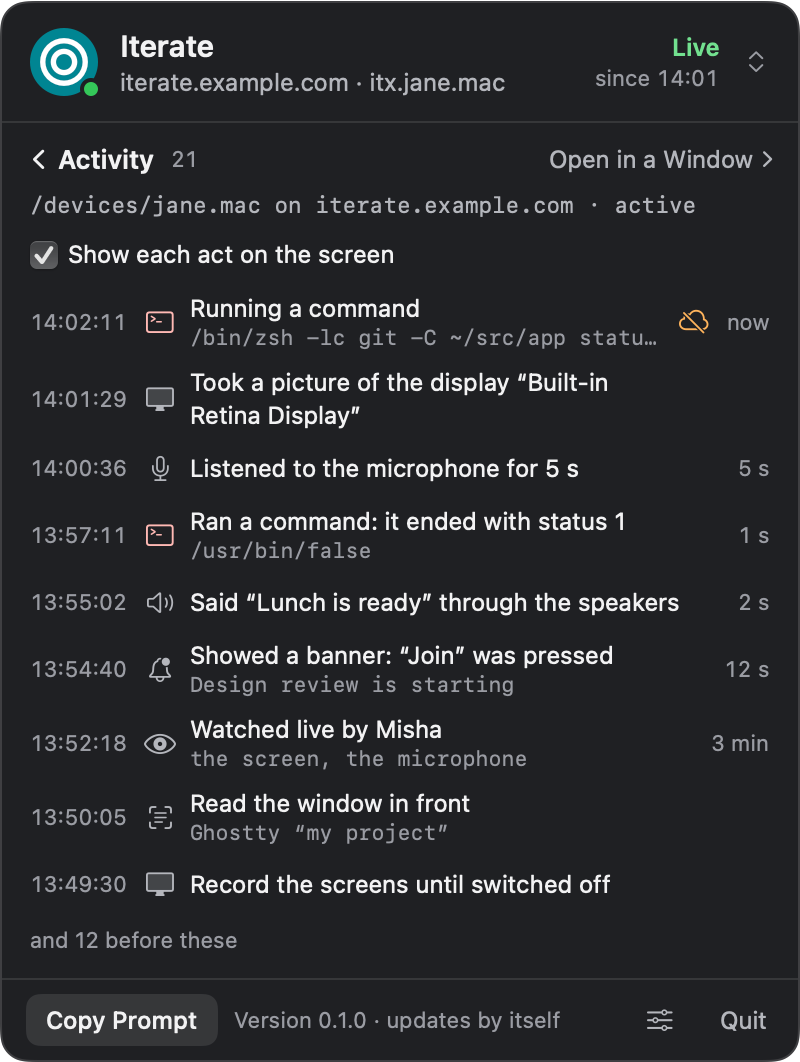 Iterate
iterate.example.com · itx.jane.mac
Live
since 14:01
Activity 21
Open in a Window
/devices/jane.mac on iterate.example.com · active
Show each act on the screen
14:02:11 Running a command now
/bin/zsh -lc git -C ~/src/app statu…
14:01:29 Took a picture of the display “Built-in
Retina Display”
14:00:36 Listened to the microphone for 5 s 5 s
13:57:11 Ran a command: it ended with status 1 1 s
/usr/bin/false
13:55:02 Said “Lunch is ready” through the speakers 2 s
13:54:40 Showed a banner: “Join” was pressed 12 s
Design review is starting
13:52:18 Watched live by Misha 3 min
the screen, the microphone
13:50:05 Read the window in front
Ghostty “my project”
13:49:30 Record the screens until switched off
and 12 before these
Copy Prompt Version 0.1.0 · updates by itself Quit